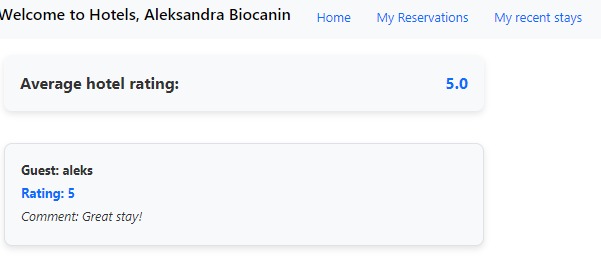 Welcome to Hotels, Aleksandra Biocanin Home My Reservations My recent stays
Average hotel rating: 5.0
Guest: aleks
Rating: 5
Comment: Great stay!